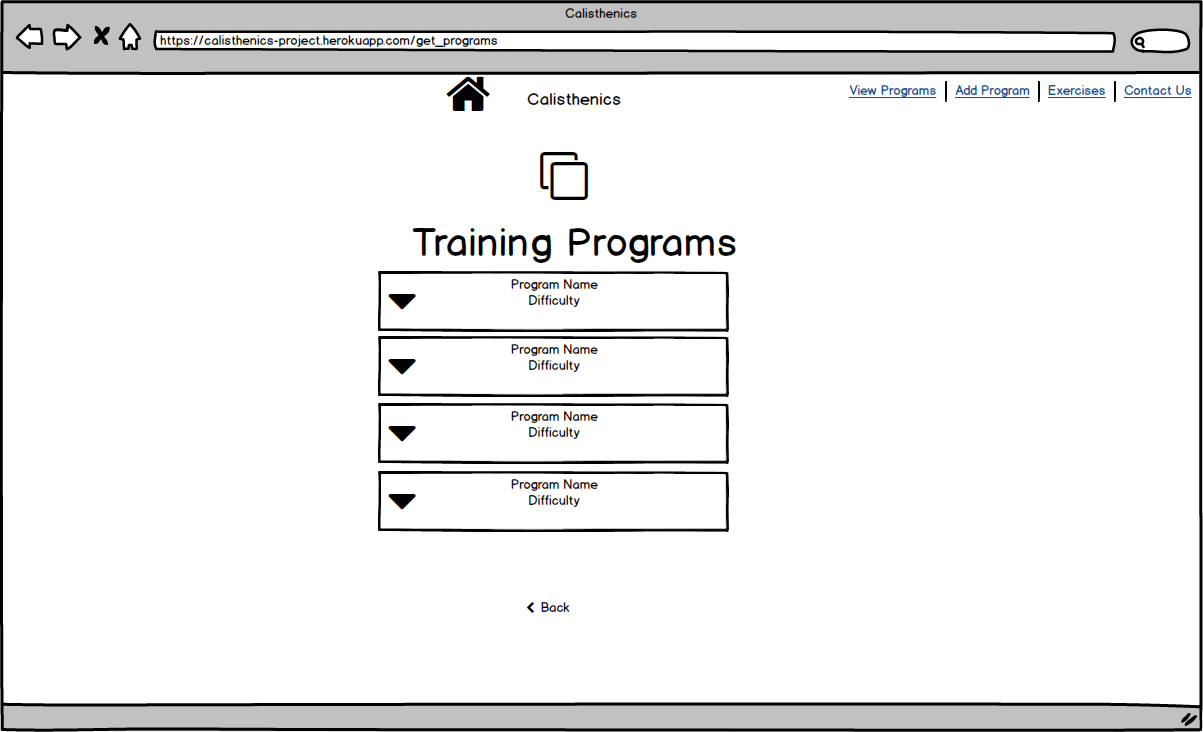 Calisthenics
https://calisthenics-project.herokuapp.com/get_programs
Calisthenics
View Programs
Add Program
Exercises
Contact Us
Training Programs
Program Name
Difficulty
Program Name
Difficulty
Program Name
Difficulty
Program Name
Difficulty
Back